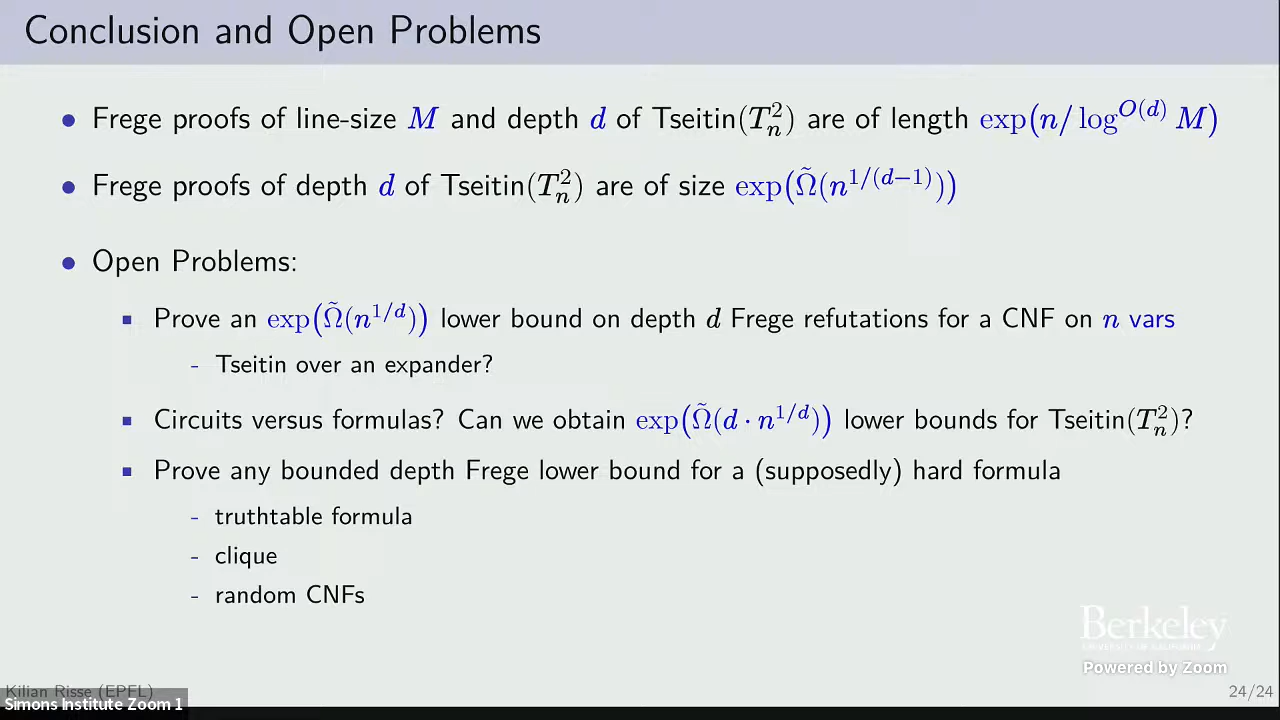 Conclusion and Open Problems
• Frege proofs of line-size M and depth d of Tseitin(T_n^2) are of length exp(n/ log^{O(d)} M)
• Frege proofs of depth d of Tseitin(T_n^2) are of size exp(Ω̃(n^{1/(d−1)}))
• Open Problems:
▪ Prove an exp(Ω̃(n^{1/d})) lower bound on depth d Frege refutations for a CNF on n vars
- Tseitin over an expander?
▪ Circuits versus formulas? Can we obtain exp(Ω̃(d · n^{1/d})) lower bounds for Tseitin(T_n^2)?
▪ Prove any bounded depth Frege lower bound for a (supposedly) hard formula
- truthtable formula
- clique
- random CNFs
Berkeley
UNIVERSITY OF CALIFORNIA
Powered by Zoom
Kilian Risse (EPFL)
24/24
Simons Institute Zoom 1